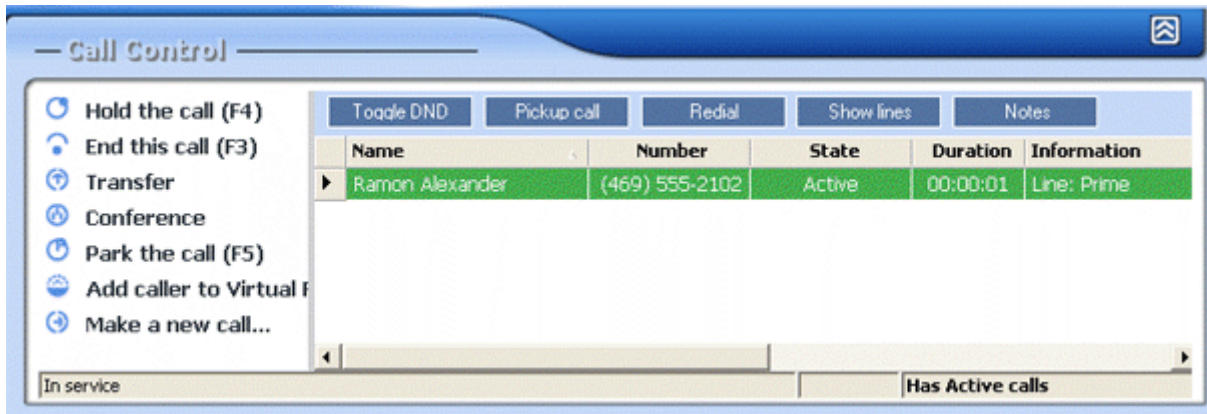 Call Control
Hold the call (F4)
End this call (F3)
Transfer
Conference
Park the call (F5)
Add caller to Virtual
Make a new call...
Toggle DND Pickup call Redial Show lines Notes
Name Number State Duration Information
Ramon Alexander (469) 555-2102 Active 00:00:01 Line: Prime
In service Has Active calls